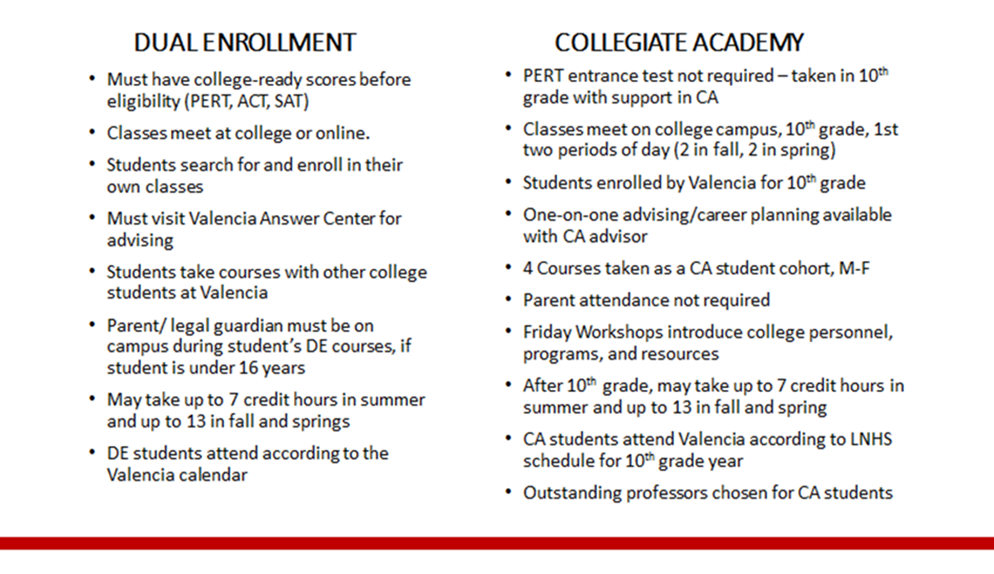 DUAL ENROLLMENT
• Must have college-ready scores before
eligibility (PERT, ACT, SAT)
• Classes meet at college or online.
• Students search for and enroll in their
own classes
• Must visit Valencia Answer Center for
advising
• Students take courses with other college
students at Valencia
• Parent/ legal guardian must be on
campus during student’s DE courses, if
student is under 16 years
• May take up to 7 credit hours in summer
and up to 13 in fall and springs
• DE students attend according to the
Valencia calendar
COLLEGIATE ACADEMY
• PERT entrance test not required – taken in 10th
grade with support in CA
• Classes meet on college campus, 10th grade, 1st
two periods of day (2 in fall, 2 in spring)
• Students enrolled by Valencia for 10th grade
• One-on-one advising/career planning available
with CA advisor
• 4 Courses taken as a CA student cohort, M-F
• Parent attendance not required
• Friday Workshops introduce college personnel,
programs, and resources
• After 10th grade, may take up to 7 credit hours in
summer and up to 13 in fall and spring
• CA students attend Valencia according to LNHS
schedule for 10th grade year
• Outstanding professors chosen for CA students